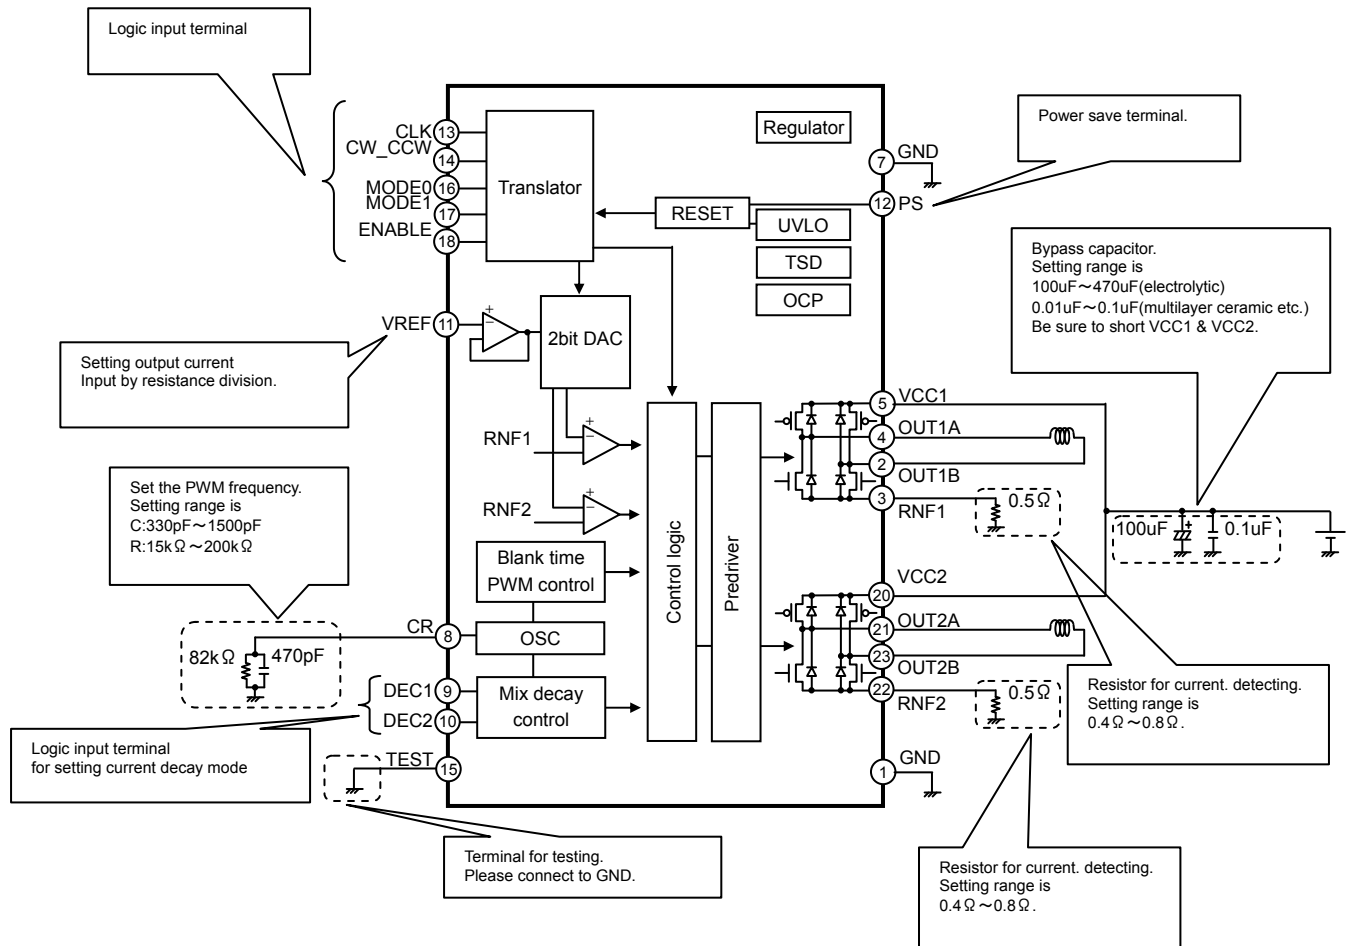 Logic input terminal
CLK
13
CW_CCW
14
MODE0
16
MODE1
17
ENABLE
18
Translator
Regulator
GND
7
12
PS
RESET
UVLO
TSD
OCP
Power save terminal.
Bypass capacitor.
Setting range is
100uF～470uF(electrolytic)
0.01uF～0.1uF(multilayer ceramic etc.)
Be sure to short VCC1 & VCC2.
VREF
11
+
−
2bit DAC
Setting output current
Input by resistance division.
RNF1
+
−
RNF2
+
−
Blank time
PWM control
OSC
Mix decay
control
Control logic
Predriver
5
VCC1
4
OUT1A
2
OUT1B
3
RNF1
0.5Ω
100uF
+
0.1uF
VCC2
20
21
OUT2A
23
OUT2B
22
RNF2
0.5Ω
1
GND
Set the PWM frequency.
Setting range is
C:330pF～1500pF
R:15kΩ～200kΩ
CR
8
82kΩ
470pF
DEC1
9
DEC2
10
Logic input terminal
for setting current decay mode
TEST
15
Terminal for testing.
Please connect to GND.
Resistor for current. detecting.
Setting range is
0.4Ω～0.8Ω.
Resistor for current. detecting.
Setting range is
0.4Ω～0.8Ω.